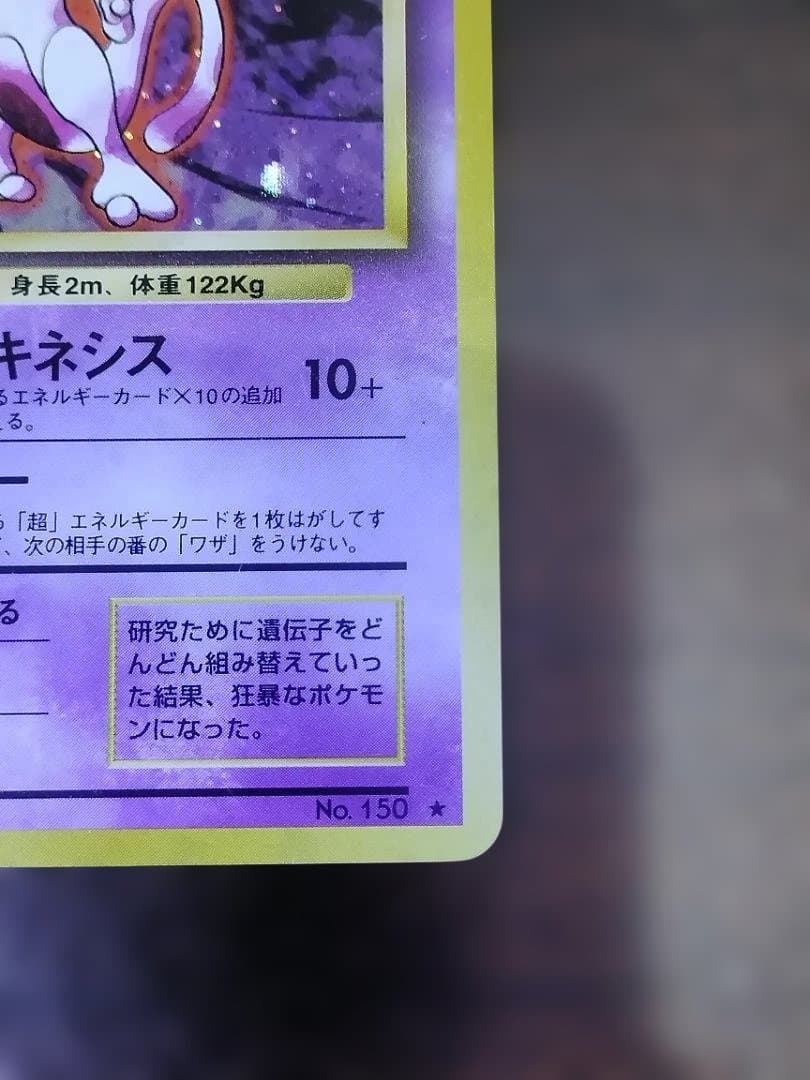 身長2m、体重122Kg
キネシス 10+
るエネルギーカード×10の追加
える。
る「超」エネルギーカードを1枚はがしてす
、次の相手の番の「ワザ」をうけない。
る
研究ために遺伝子をど
んどん組み替えていっ
た結果、狂暴なポケモ
ンになった。
No. 150 ★